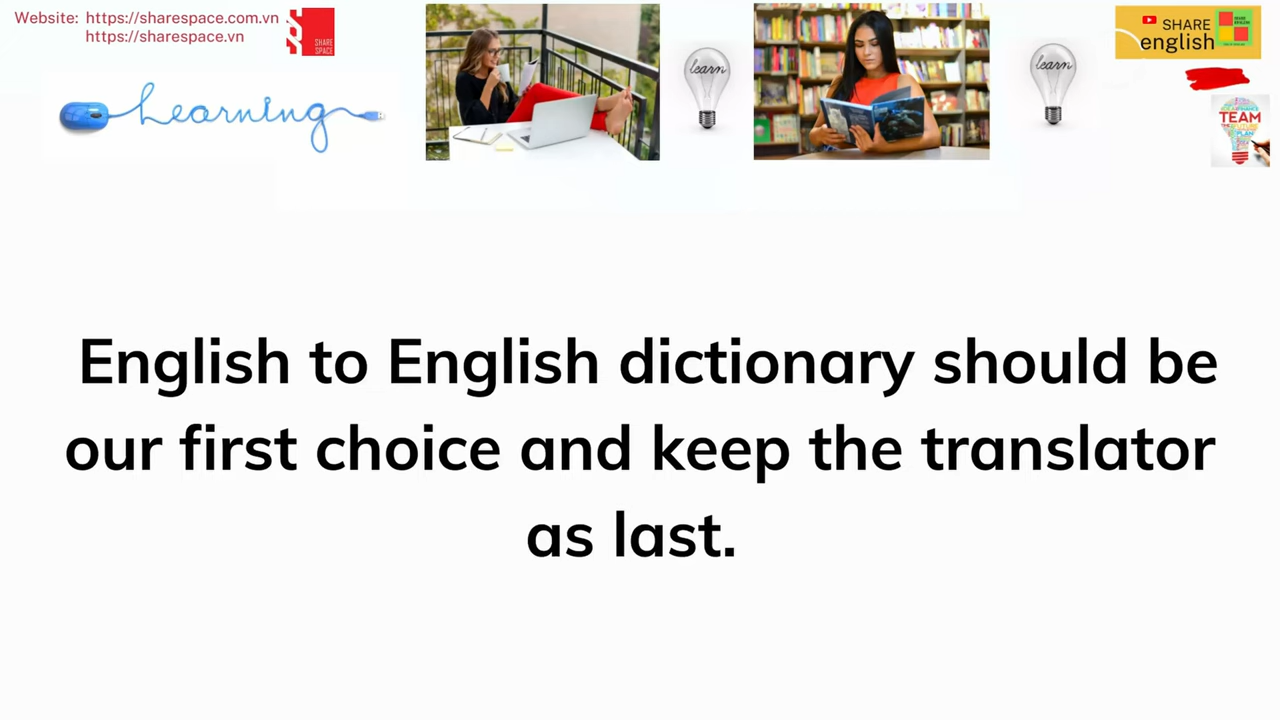 Website: https://sharespace.com.vn
https://sharespace.vn
SHARE
SPACE
Learning
learn
learn
SHARE
english
TEAM
PLAN
English to English dictionary should be
our first choice and keep the translator
as last.